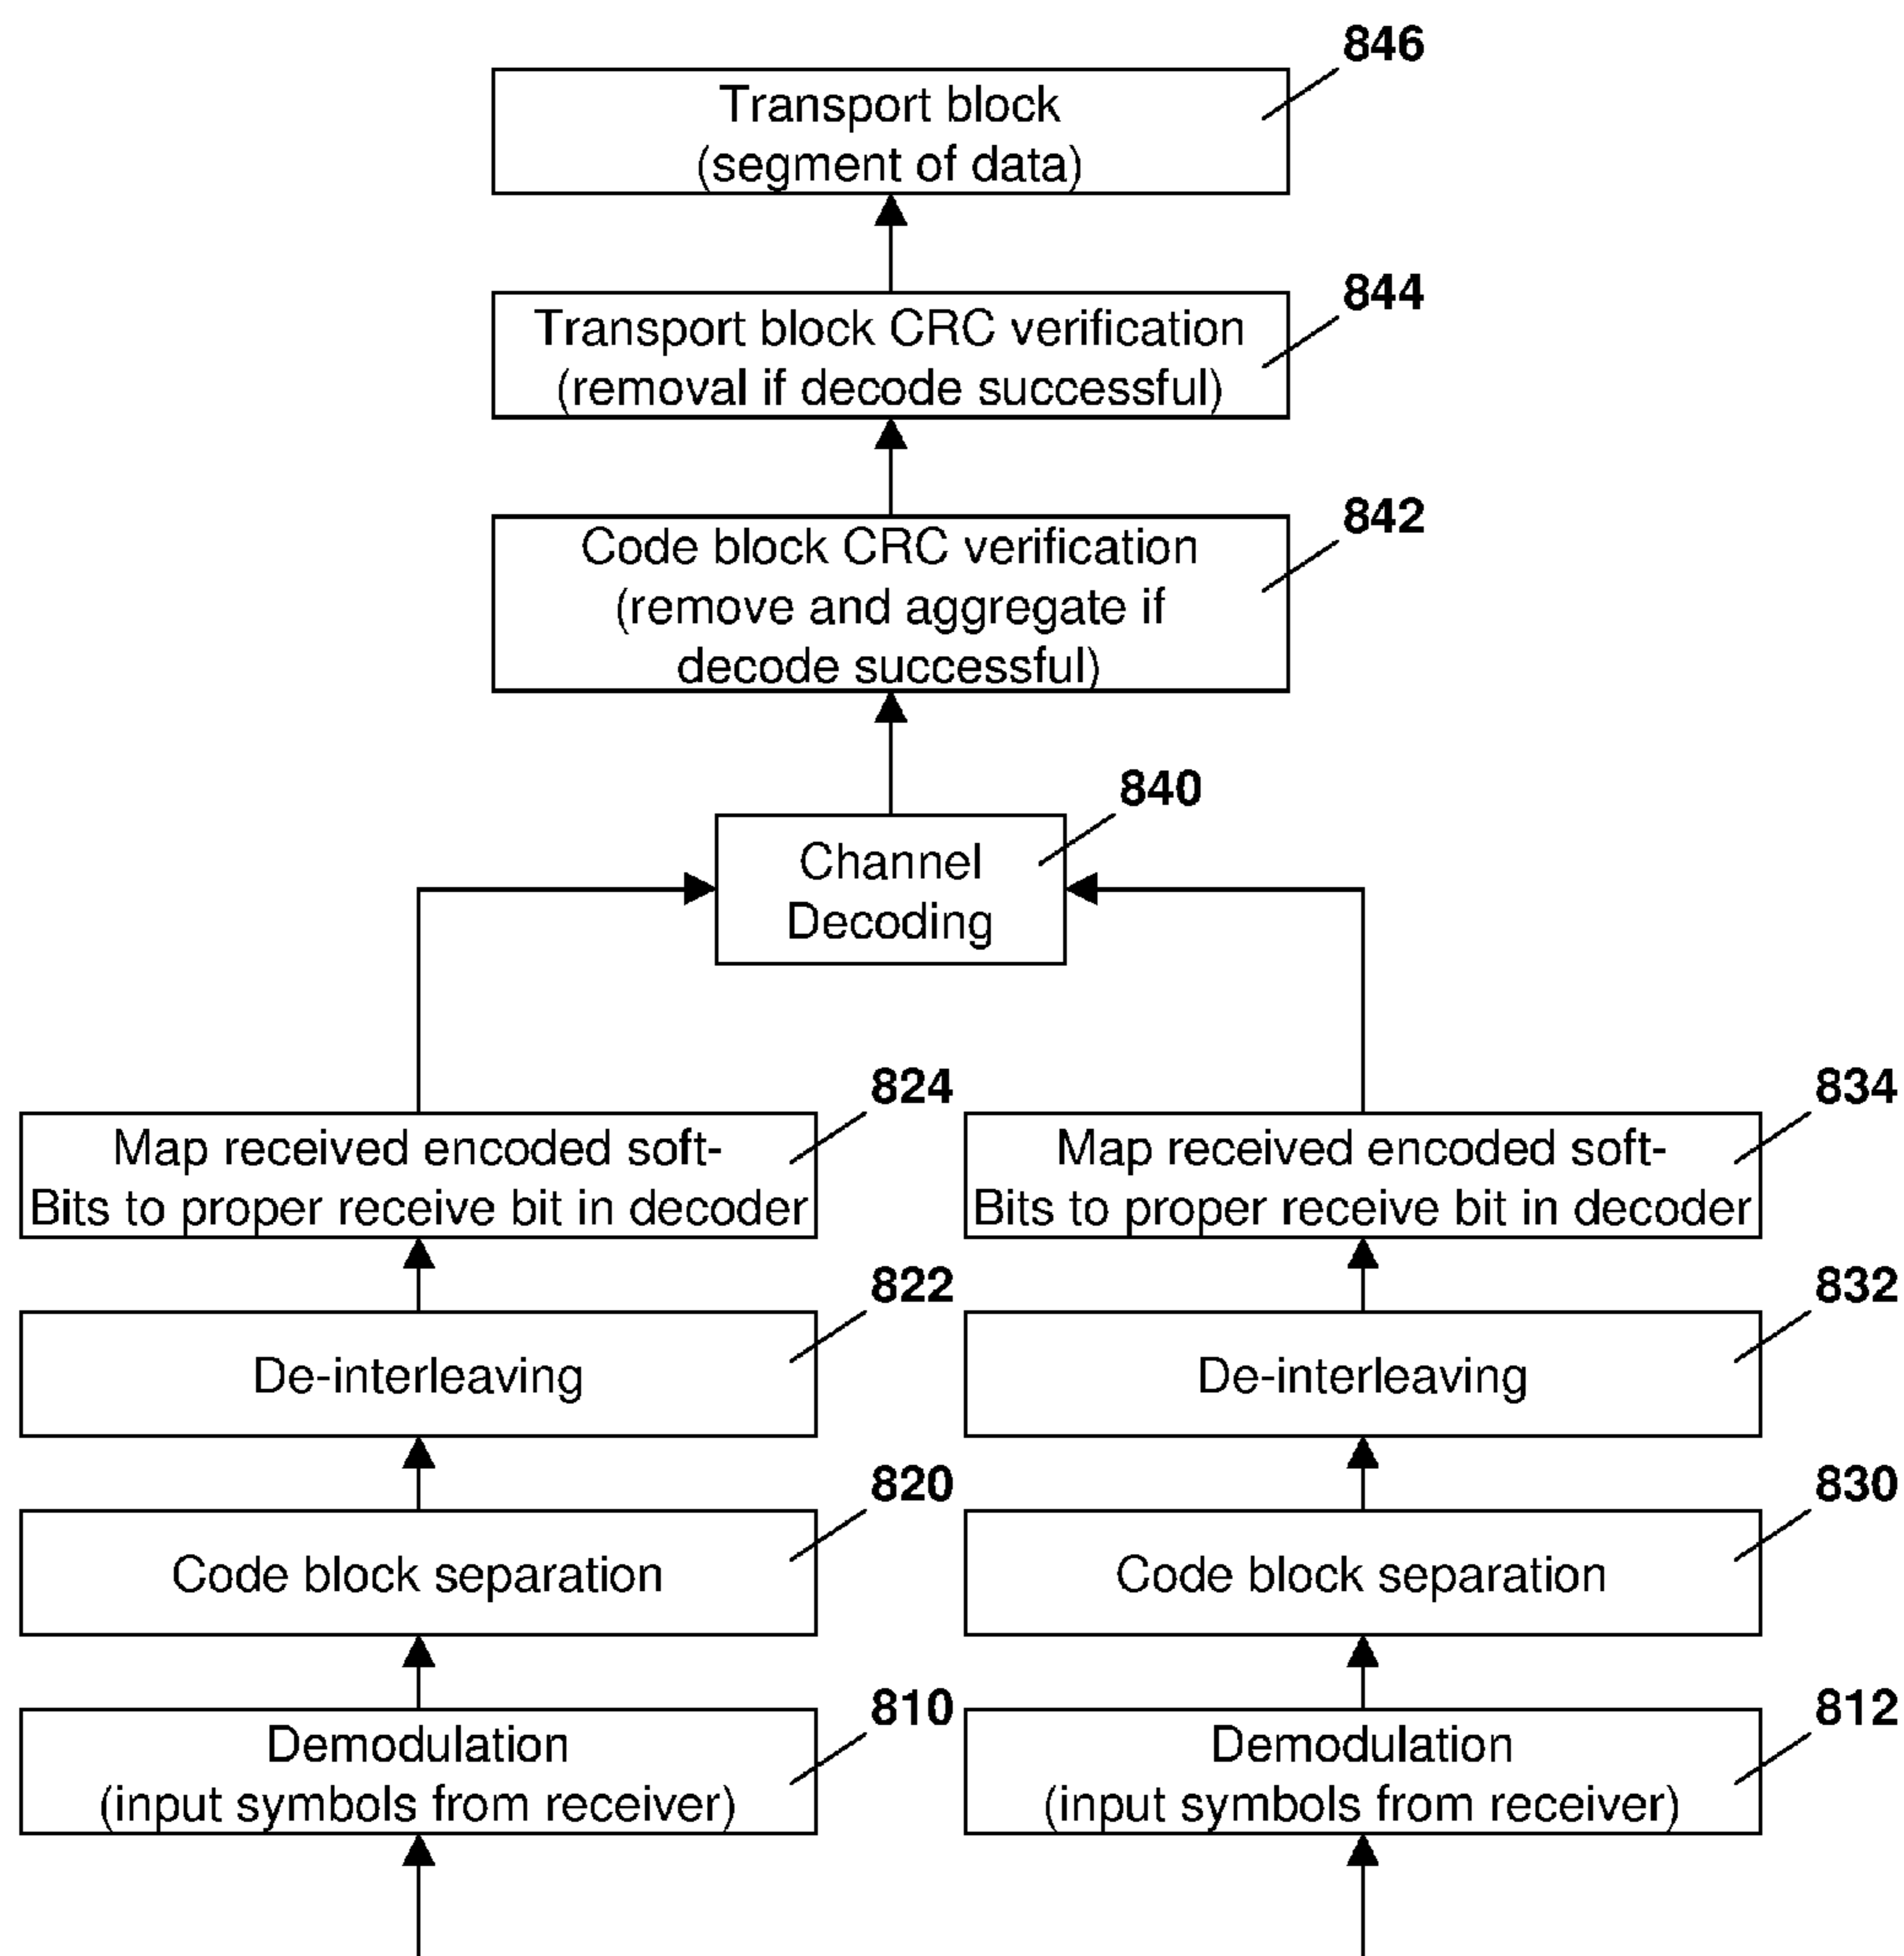 846
Transport block
(segment of data)
844
Transport block CRC verification
(removal if decode successful)
842
Code block CRC verification
(remove and aggregate if
decode successful)
840
Channel
Decoding
824
Map received encoded soft-
Bits to proper receive bit in decoder
834
Map received encoded soft-
Bits to proper receive bit in decoder
822
De-interleaving
832
De-interleaving
820
Code block separation
830
Code block separation
810
Demodulation
(input symbols from receiver)
812
Demodulation
(input symbols from receiver)